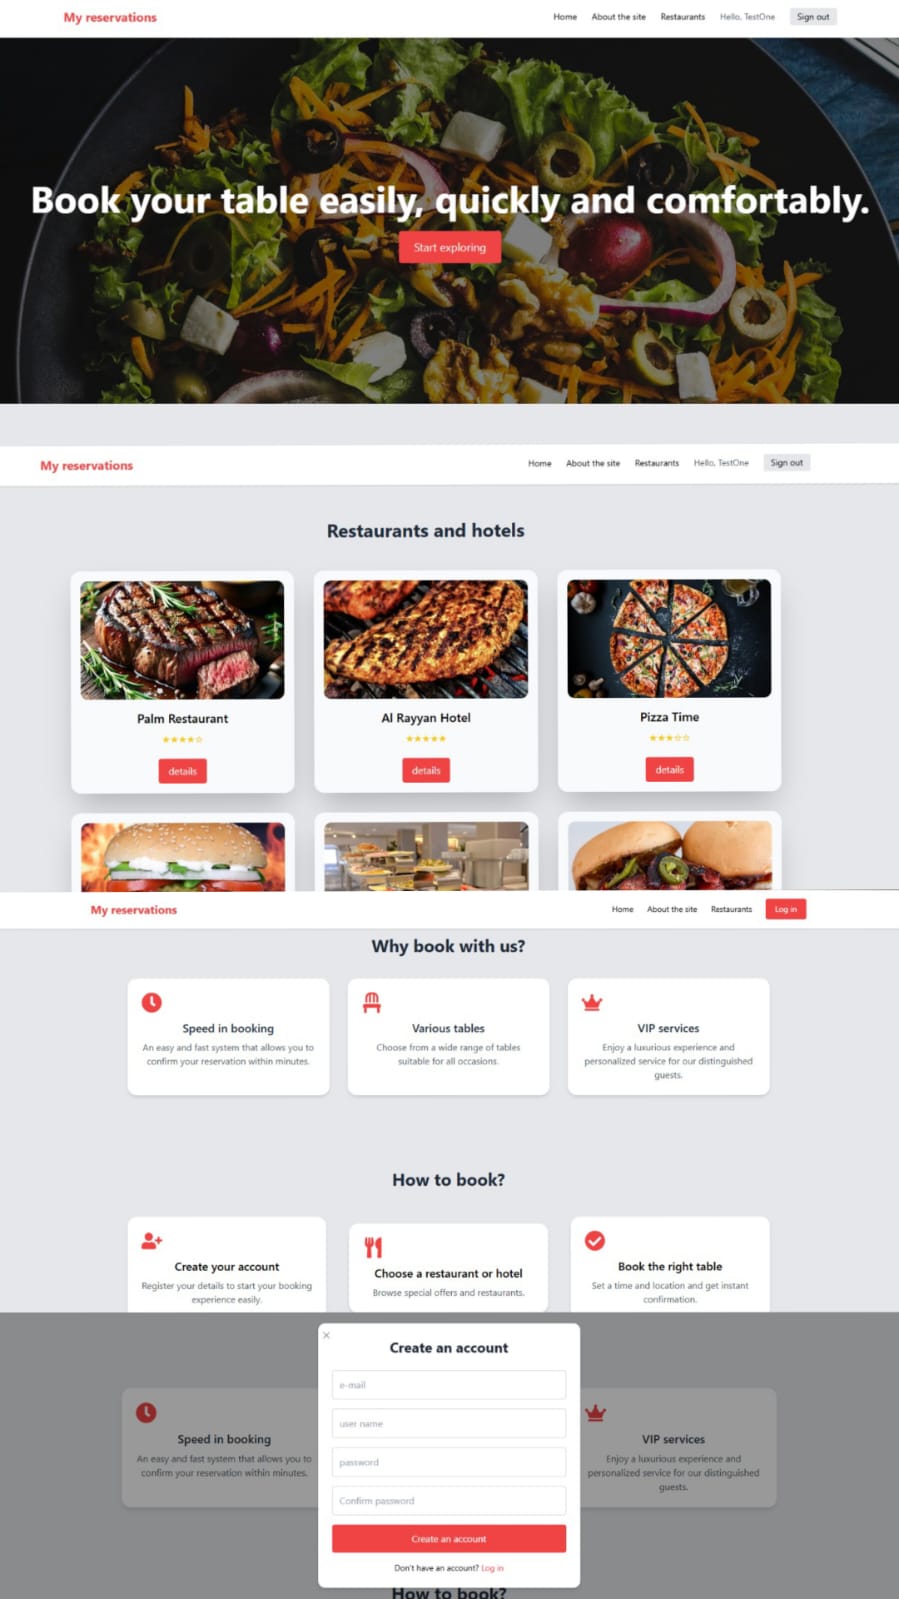 My reservations
Home About the site Restaurants Hello, TestOne Sign out
Book your table easily, quickly and comfortably.
Start exploring
My reservations
Home About the site Restaurants Hello, TestOne Sign out
Restaurants and hotels
Palm Restaurant
★★★★☆
details
Al Rayyan Hotel
★★★★★
details
Pizza Time
★★★☆☆
details
My reservations
Home About the site Restaurants Log in
Why book with us?
Speed in booking
An easy and fast system that allows you to
confirm your reservation within minutes.
Various tables
Choose from a wide range of tables
suitable for all occasions.
VIP services
Enjoy a luxurious experience and
personalized service for our distinguished
guests.
How to book?
Create your account
Register your details to start your booking
experience easily.
Choose a restaurant or hotel
Browse special offers and restaurants.
Book the right table
Set a time and location and get instant
confirmation.
×
Create an account
e-mail
user name
password
Confirm password
Create an account
Don't have an account? Log in
Speed in booking
An easy and fast system that allows you to
confirm your reservation within minutes.
VIP services
Enjoy a luxurious experience and
personalized service for our distinguished
guests.
How to book?